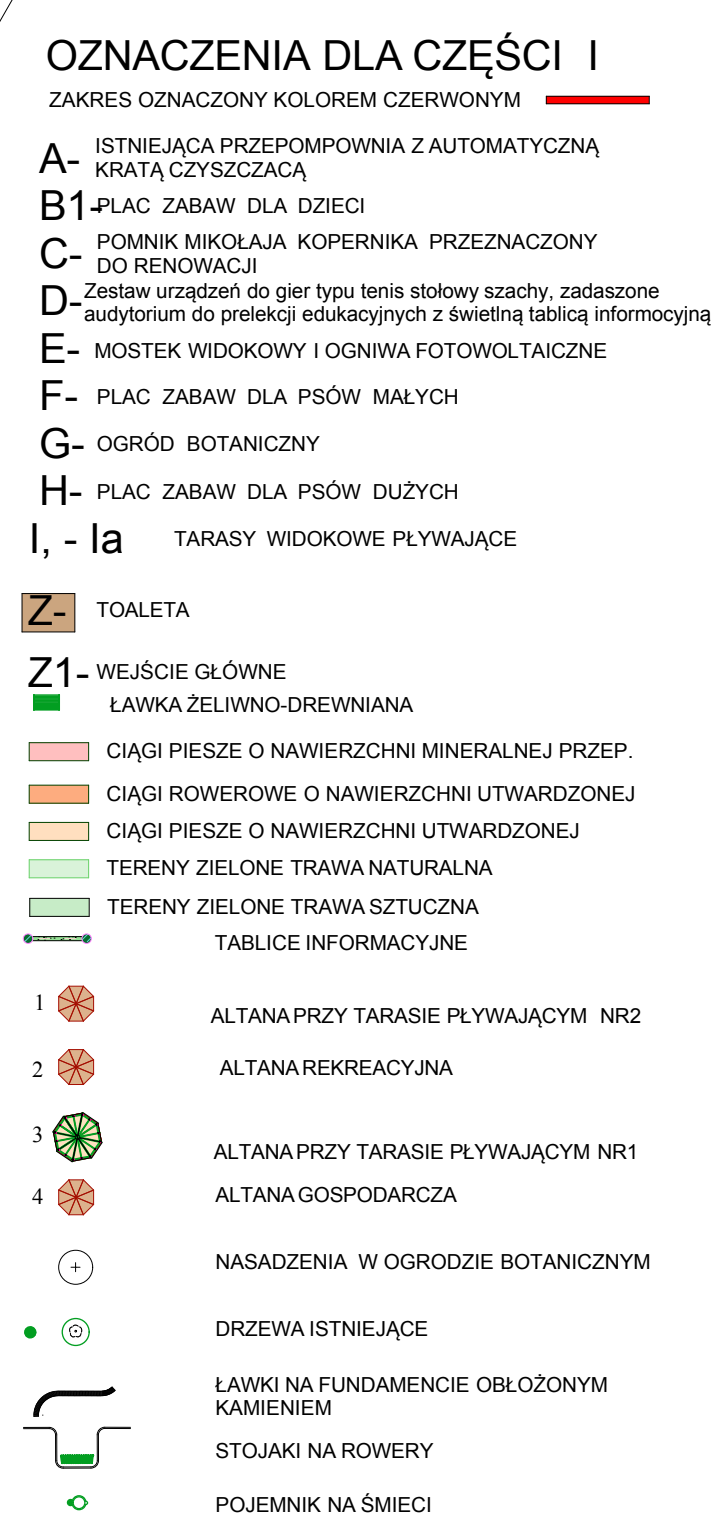 OZNACZENIA DLA CZĘŚCI I
ZAKRES OZNACZONY KOLOREM CZERWONYM
A- ISTNIEJĄCA PRZEPOMPOWNIA Z AUTOMATYCZNĄ
KRATĄ CZYSZCZACĄ
B1- PLAC ZABAW DLA DZIECI
C- POMNIK MIKOŁAJA KOPERNIKA PRZEZNACZONY
DO RENOWACJI
D- Zestaw urządzeń do gier typu tenis stołowy szachy, zadaszone
audytorium do prelekcji edukacyjnych z świetlną tablicą informocyjną
E- MOSTEK WIDOKOWY I OGNIWA FOTOWOLTAICZNE
F- PLAC ZABAW DLA PSÓW MAŁYCH
G- OGRÓD BOTANICZNY
H- PLAC ZABAW DLA PSÓW DUŻYCH
I, - Ia TARASY WIDOKOWE PŁYWAJĄCE
Z- TOALETA
Z1- WEJŚCIE GŁÓWNE
ŁAWKA ŻELIWNO-DREWNIANA
CIĄGI PIESZE O NAWIERZCHNI MINERALNEJ PRZEP.
CIĄGI ROWEROWE O NAWIERZCHNI UTWARDZONEJ
CIĄGI PIESZE O NAWIERZCHNI UTWARDZONEJ
TERENY ZIELONE TRAWA NATURALNA
TERENY ZIELONE TRAWA SZTUCZNA
TABLICE INFORMACYJNE
1 ALTANA PRZY TARASIE PŁYWAJĄCYM NR2
2 ALTANA REKREACYJNA
3 ALTANA PRZY TARASIE PŁYWAJĄCYM NR1
4 ALTANA GOSPODARCZA
NASADZENIA W OGRODZIE BOTANICZNYM
DRZEWA ISTNIEJĄCE
ŁAWKI NA FUNDAMENCIE OBŁOŻONYM
KAMIENIEM
STOJAKI NA ROWERY
POJEMNIK NA ŚMIECI